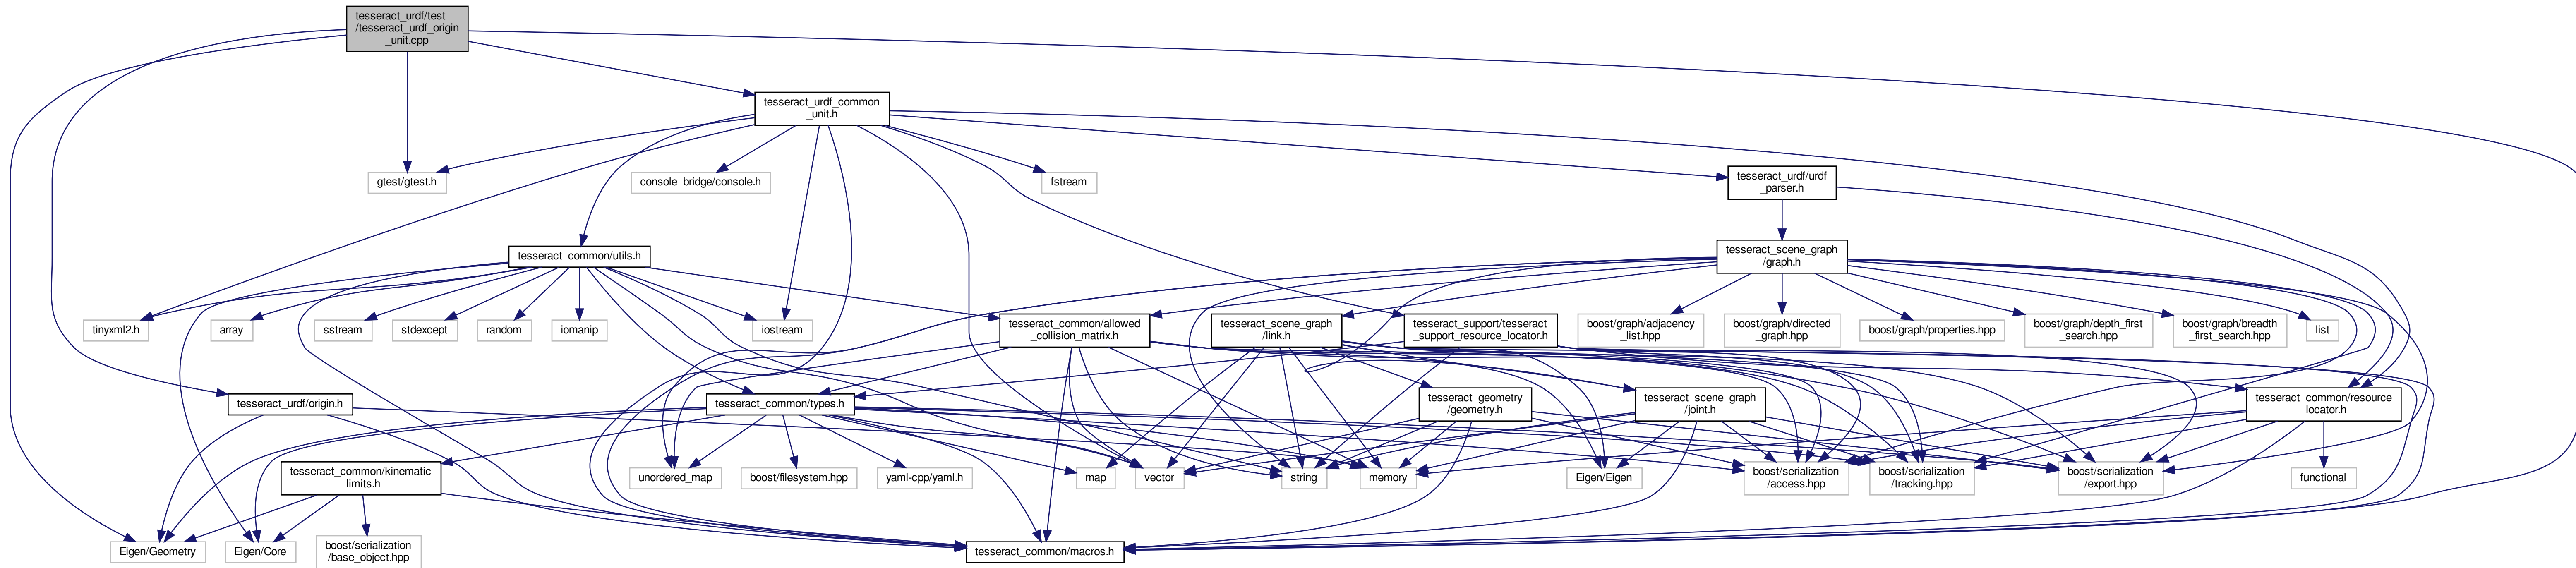 tesseract_urdf/test
/tesseract_urdf_origin
_unit.cpp
tesseract_urdf_common
_unit.h
gtest/gtest.h
console_bridge/console.h
fstream
tesseract_urdf/urdf
_parser.h
tesseract_common/utils.h
tesseract_scene_graph
/graph.h
tinyxml2.h
array
sstream
stdexcept
random
iomanip
iostream
tesseract_common/allowed
_collision_matrix.h
tesseract_scene_graph
/link.h
tesseract_support/tesseract
_support_resource_locator.h
boost/graph/adjacency
_list.hpp
boost/graph/directed
_graph.hpp
boost/graph/properties.hpp
boost/graph/depth_first
_search.hpp
boost/graph/breadth
_first_search.hpp
list
tesseract_urdf/origin.h
tesseract_common/types.h
tesseract_geometry
/geometry.h
tesseract_scene_graph
/joint.h
tesseract_common/resource
_locator.h
tesseract_common/kinematic
_limits.h
unordered_map
boost/filesystem.hpp
yaml-cpp/yaml.h
map
vector
string
memory
Eigen/Eigen
boost/serialization
/access.hpp
boost/serialization
/tracking.hpp
boost/serialization
/export.hpp
functional
Eigen/Geometry
Eigen/Core
boost/serialization
/base_object.hpp
tesseract_common/macros.h